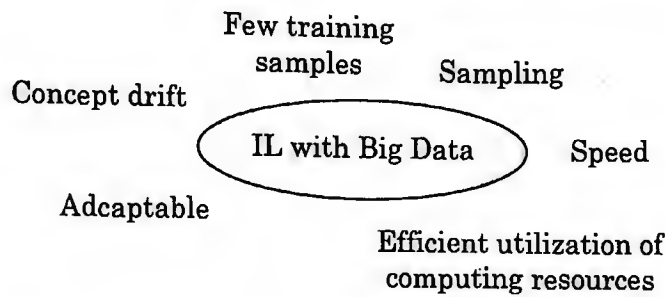 Few training
samples
Sampling
Concept drift
IL with Big Data
Speed
Adcaptable
Efficient utilization of
computing resources